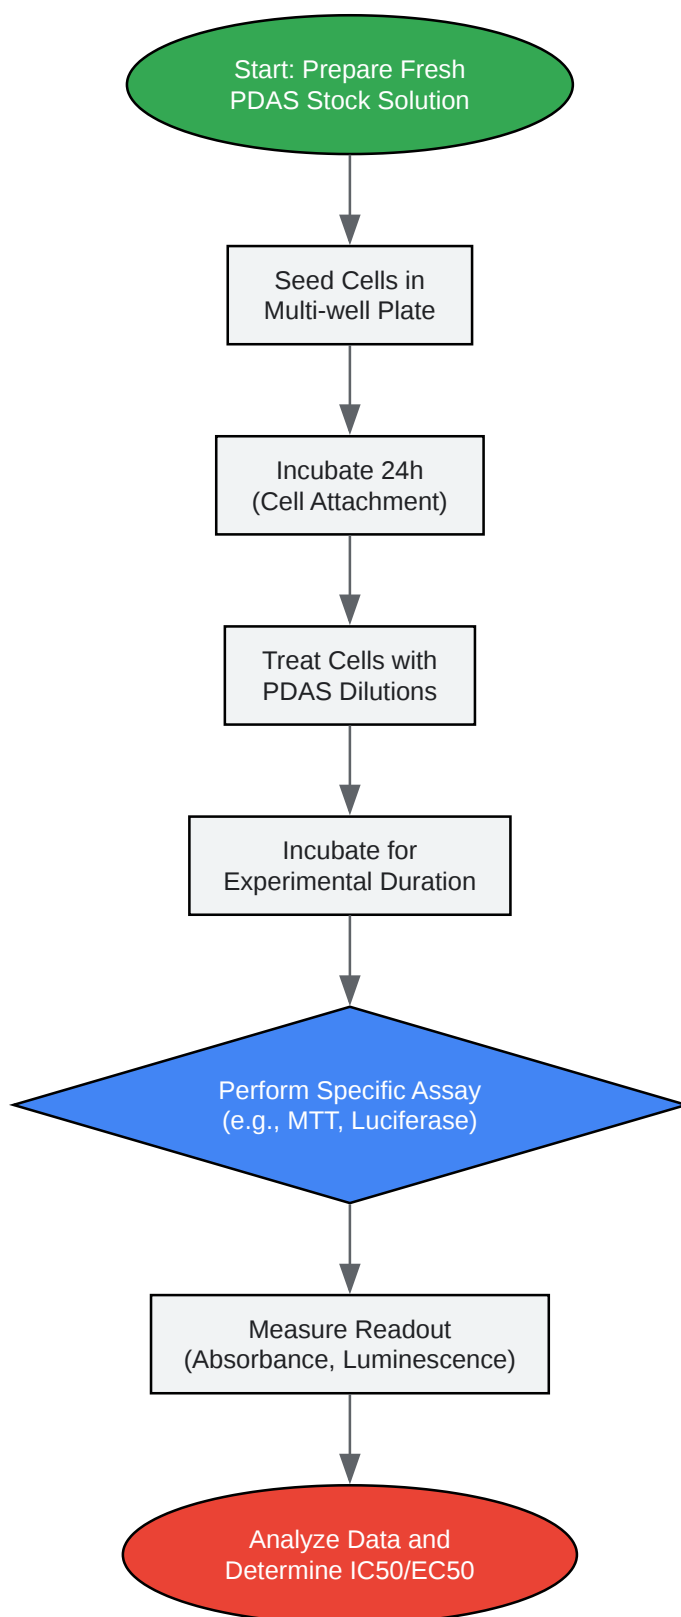 Start: Prepare Fresh
PDAS Stock Solution
Seed Cells in
Multi-well Plate
Incubate 24h
(Cell Attachment)
Treat Cells with
PDAS Dilutions
Incubate for
Experimental Duration
Perform Specific Assay
(e.g., MTT, Luciferase)
Measure Readout
(Absorbance, Luminescence)
Analyze Data and
Determine IC50/EC50